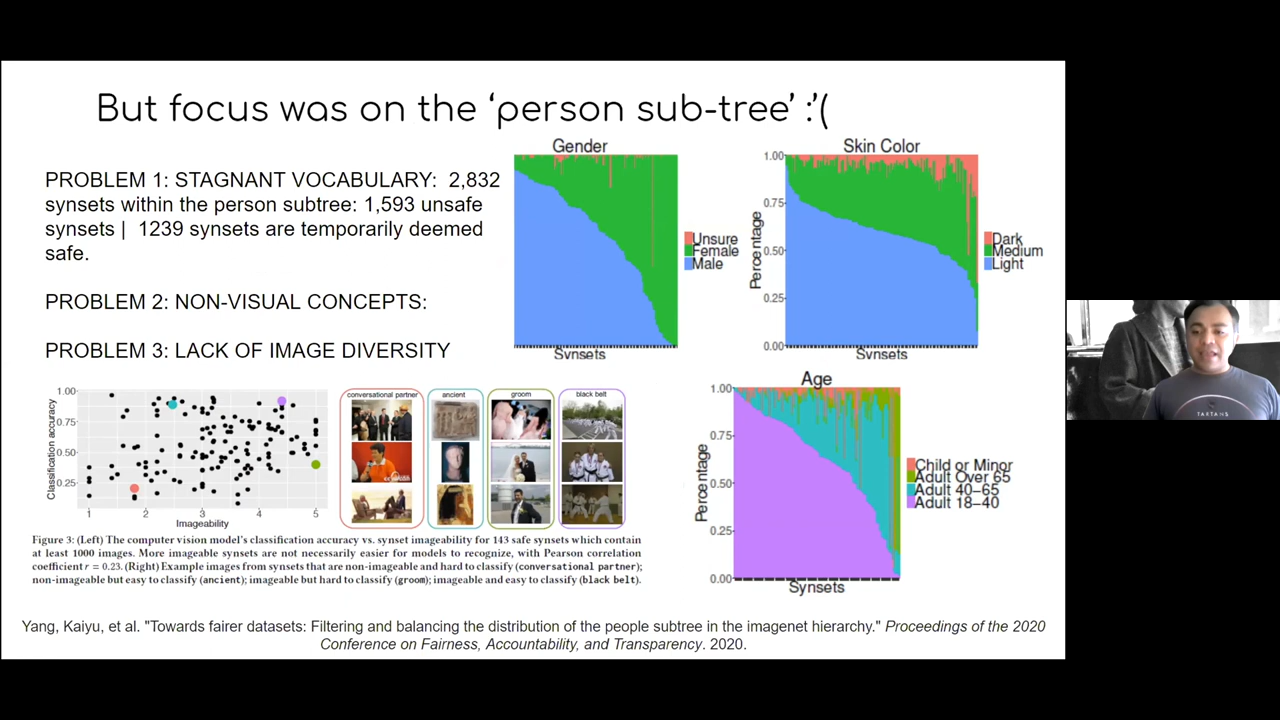 But focus was on the ‘person sub-tree’ :’(
PROBLEM 1: STAGNANT VOCABULARY: 2,832
synsets within the person subtree: 1,593 unsafe
synsets | 1239 synsets are temporarily deemed
safe.
PROBLEM 2: NON-VISUAL CONCEPTS:
PROBLEM 3: LACK OF IMAGE DIVERSITY
Gender
Unsure
Female
Male
Synsets
Skin Color
Percentage
1.00
0.75
0.50
0.25
0.00
Dark
Medium
Light
Synsets
Classification accuracy
1.00
0.75
0.50
0.25
1 2 3 4 5
Imageability
conversational partner
ancient
groom
black belt
Age
Percentage
1.00
0.75
0.50
0.25
0.00
Child or Minor
Adult Over 65
Adult 40–65
Adult 18–40
Synsets
Figure 3: (Left) The computer vision model's classification accuracy vs. synset imageability for 143 safe synsets which contain
at least 1000 images. More imageable synsets are not necessarily easier for models to recognize, with Pearson correlation
coefficient r = 0.23. (Right) Example images from synsets that are non-imageable and hard to classify (conversational partner);
non-imageable but easy to classify (ancient); imageable but hard to classify (groom); imageable and easy to classify (black belt).
Yang, Kaiyu, et al. "Towards fairer datasets: Filtering and balancing the distribution of the people subtree in the imagenet hierarchy." Proceedings of the 2020
Conference on Fairness, Accountability, and Transparency. 2020.
TARTANS